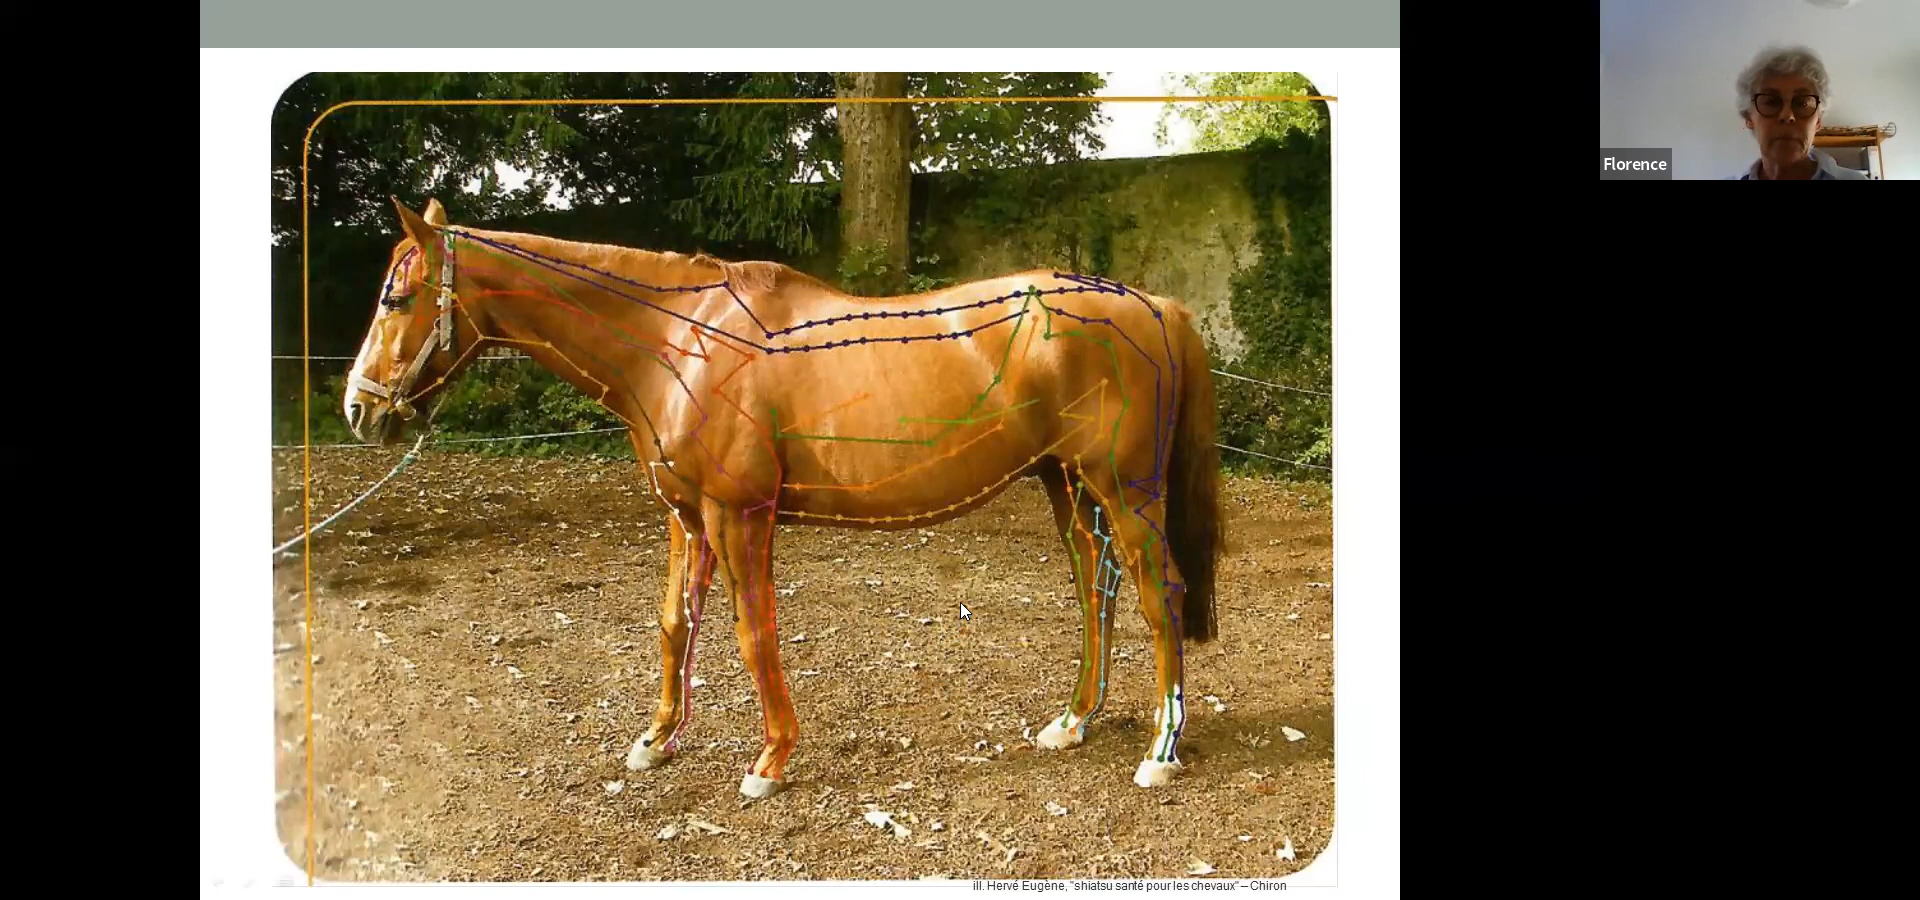 Florence
ill. Hervé Eugène, "shiatsu santé pour les chevaux" – Chiron